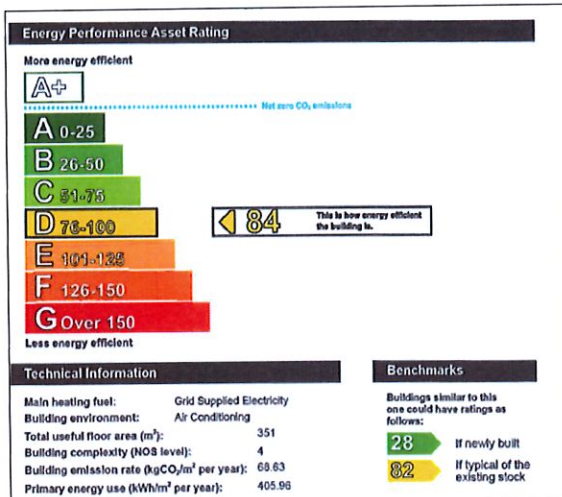 Energy Performance Asset Rating
More energy efficient
A+
Net zero CO₂ emissions
A 0-25
B 26-50
C 51-75
D 76-100
84 This is how energy efficient
the building is.
E 101-125
F 126-150
G Over 150
Less energy efficient
Technical Information
Main heating fuel: Grid Supplied Electricity
Building environment: Air Conditioning
Total useful floor area (m²): 351
Building complexity (NOS level): 4
Building emission rate (kgCO₂/m² per year): 68.63
Primary energy use (kWh/m² per year): 405.96
Benchmarks
Buildings similar to this
one could have ratings as
follows:
28 If newly built
82 If typical of the
existing stock